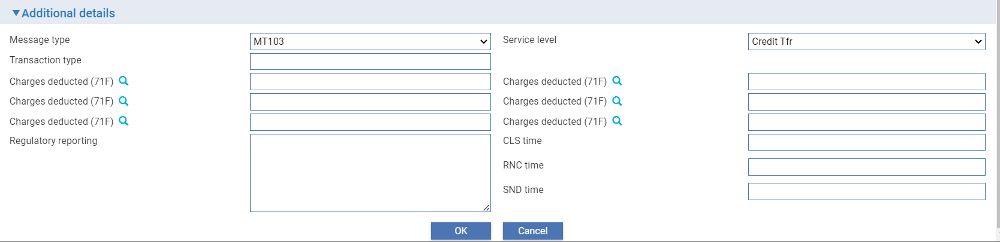 Additional details
Message type MT103 Service level Credit Tfr
Transaction type
Charges deducted (71F) Charges deducted (71F)
Charges deducted (71F) Charges deducted (71F)
Charges deducted (71F) Charges deducted (71F)
Regulatory reporting CLS time
RNC time
SND time
OK Cancel